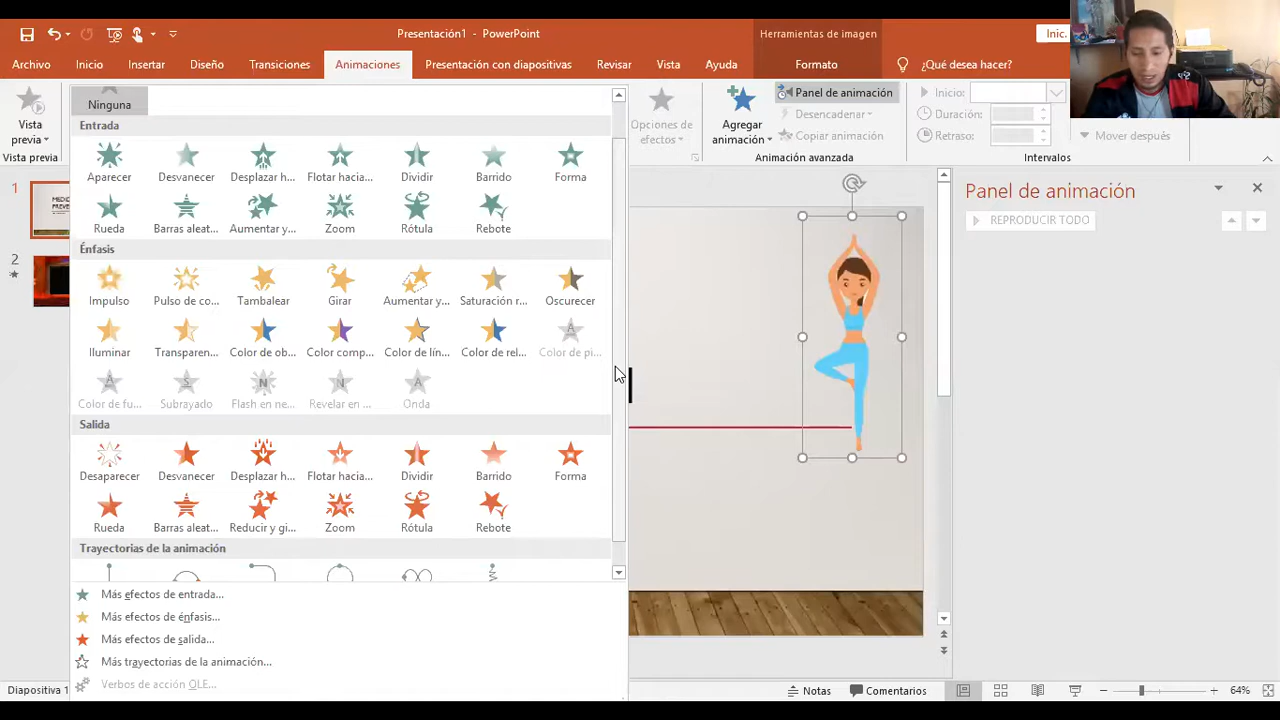 Presentación1 - PowerPoint
Herramientas de imagen
Inic.
Archivo Inicio Insertar Diseño Transiciones Animaciones Presentación con diapositivas Revisar Vista Ayuda Formato ¿Qué desea hacer?
Vista previa
Vista previa
Opciones de efectos
Agregar animación
Panel de animación
Desencadenar
Copiar animación
Animación avanzada
Inicio:
Duración:
Retraso:
Mover después
Intervalos
Ninguna
Entrada
Aparecer Desvanecer Desplazar h... Flotar hacia... Dividir Barrido Forma
Rueda Barras aleat... Aumentar y... Zoom Rótula Rebote
Énfasis
Impulso Pulso de co... Tambalear Girar Aumentar y... Saturación r... Oscurecer
Iluminar Transparen... Color de ob... Color comp... Color de lín... Color de rel... Color de pi...
Color de fu... Subrayado Flash en ne... Revelar en ... Onda
Salida
Desaparecer Desvanecer Desplazar h... Flotar hacia... Dividir Barrido Forma
Rueda Barras aleat... Reducir y gi... Zoom Rótula Rebote
Trayectorias de la animación
Más efectos de entrada...
Más efectos de énfasis...
Más efectos de salida...
Más trayectorias de la animación...
Verbos de acción OLE...
1
2
Panel de animación
REPRODUCIR TODO
Diapositiva 1
Notas
Comentarios
64%